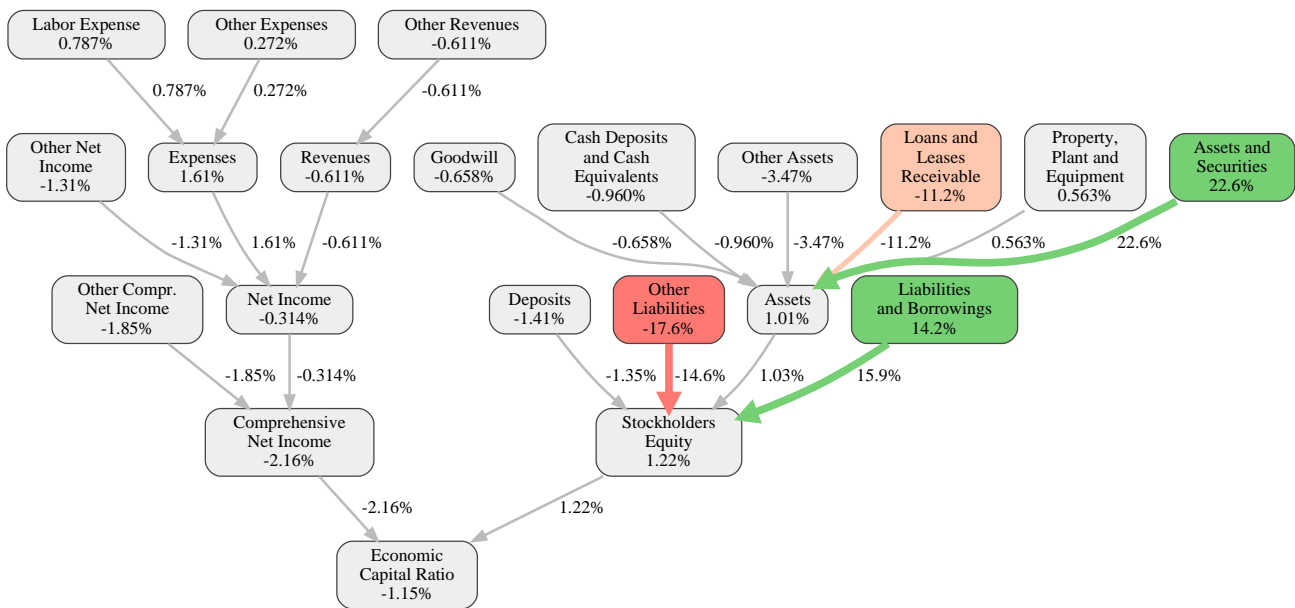 Labor Expense
0.787%
Other Expenses
0.272%
Other Revenues
-0.611%
0.787%
0.272%
-0.611%
Other Net
Income
-1.31%
Expenses
1.61%
Revenues
-0.611%
Goodwill
-0.658%
Cash Deposits
and Cash
Equivalents
-0.960%
Other Assets
-3.47%
Loans and
Leases
Receivable
-11.2%
Property,
Plant and
Equipment
0.563%
Assets and
Securities
22.6%
-1.31%
1.61%
-0.611%
-0.658%
-0.960%
-3.47%
-11.2%
0.563%
22.6%
Other Compr.
Net Income
-1.85%
Net Income
-0.314%
Deposits
-1.41%
Other
Liabilities
-17.6%
Assets
1.01%
Liabilities
and Borrowings
14.2%
-1.85%
-0.314%
-1.35%
-14.6%
1.03%
15.9%
Comprehensive
Net Income
-2.16%
Stockholders
Equity
1.22%
-2.16%
1.22%
Economic
Capital Ratio
-1.15%